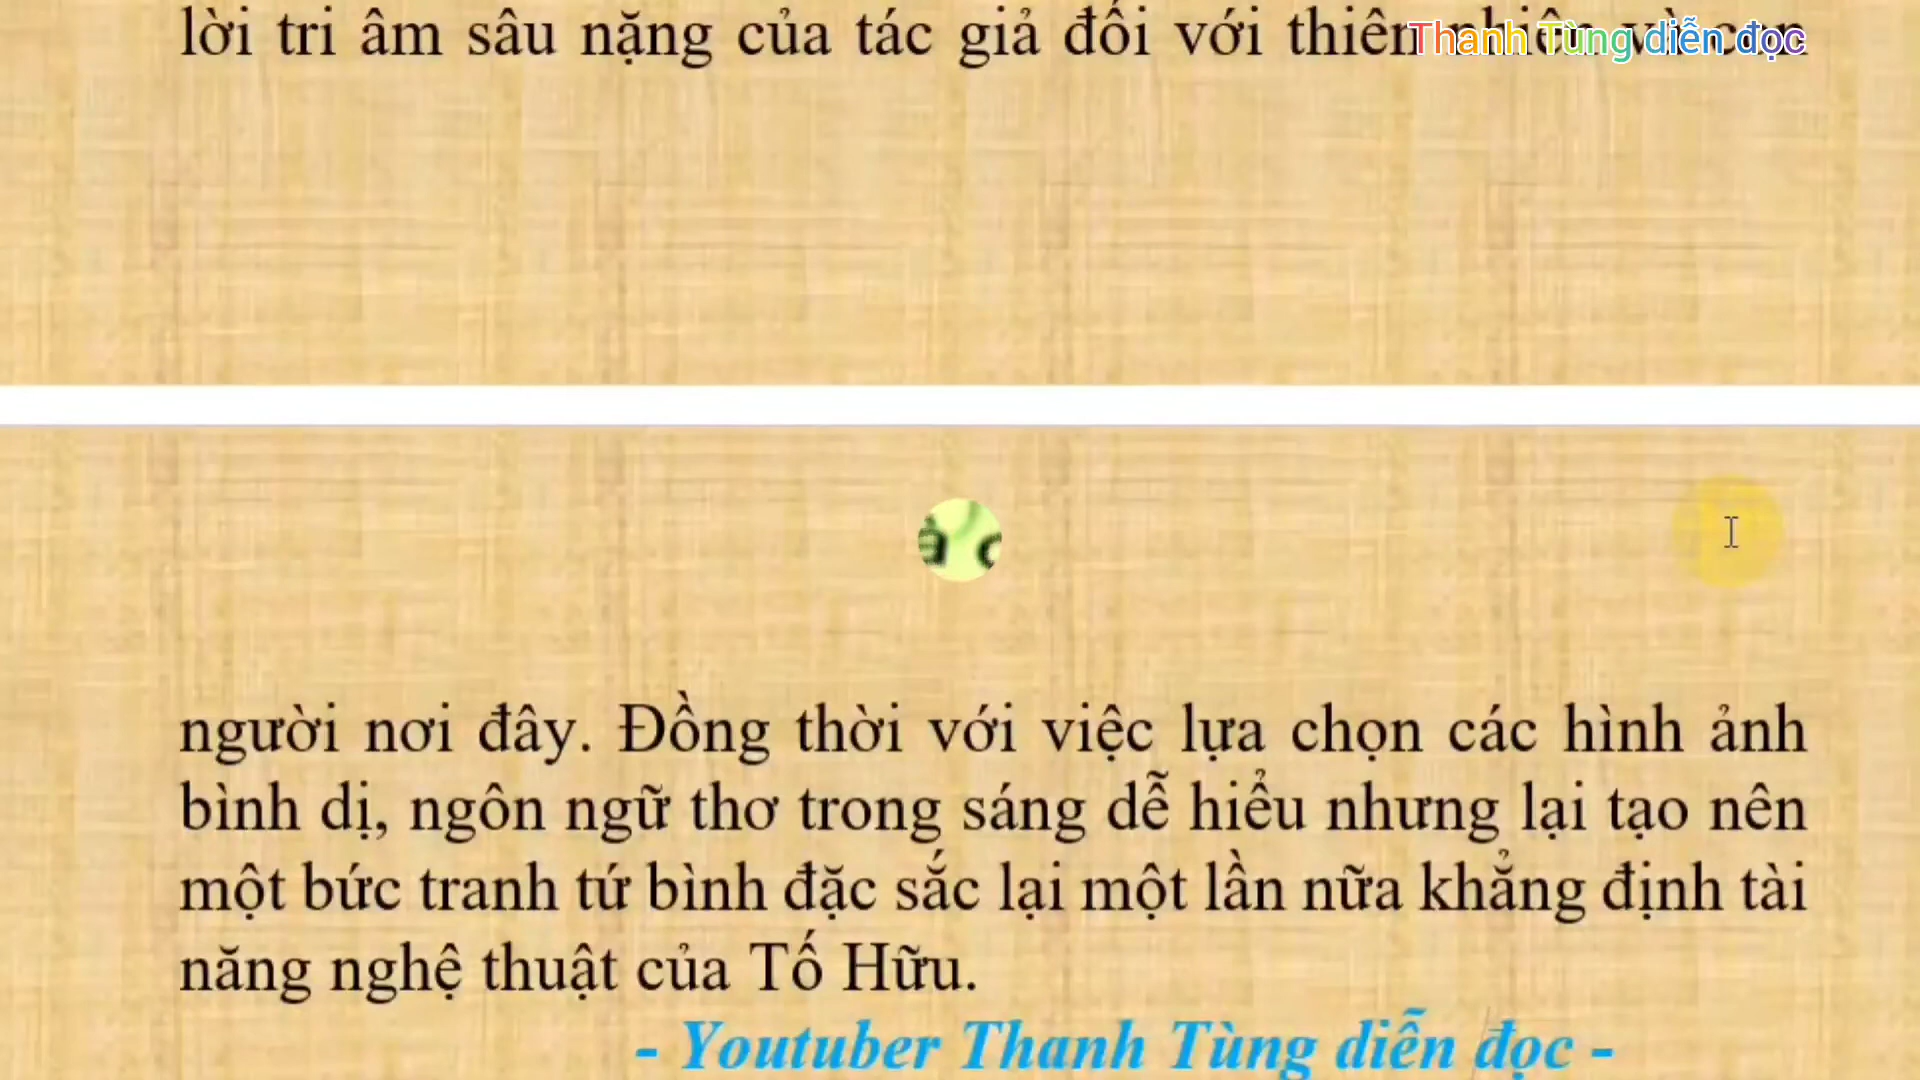 lời tri âm sâu nặng của tác giả đối với thiên nhiên và con
Thanh Tùng diễn đọc
người nơi đây. Đồng thời với việc lựa chọn các hình ảnh
bình dị, ngôn ngữ thơ trong sáng dễ hiểu nhưng lại tạo nên
một bức tranh tứ bình đặc sắc lại một lần nữa khẳng định tài
năng nghệ thuật của Tố Hữu.
- Youtuber Thanh Tùng diễn đọc -